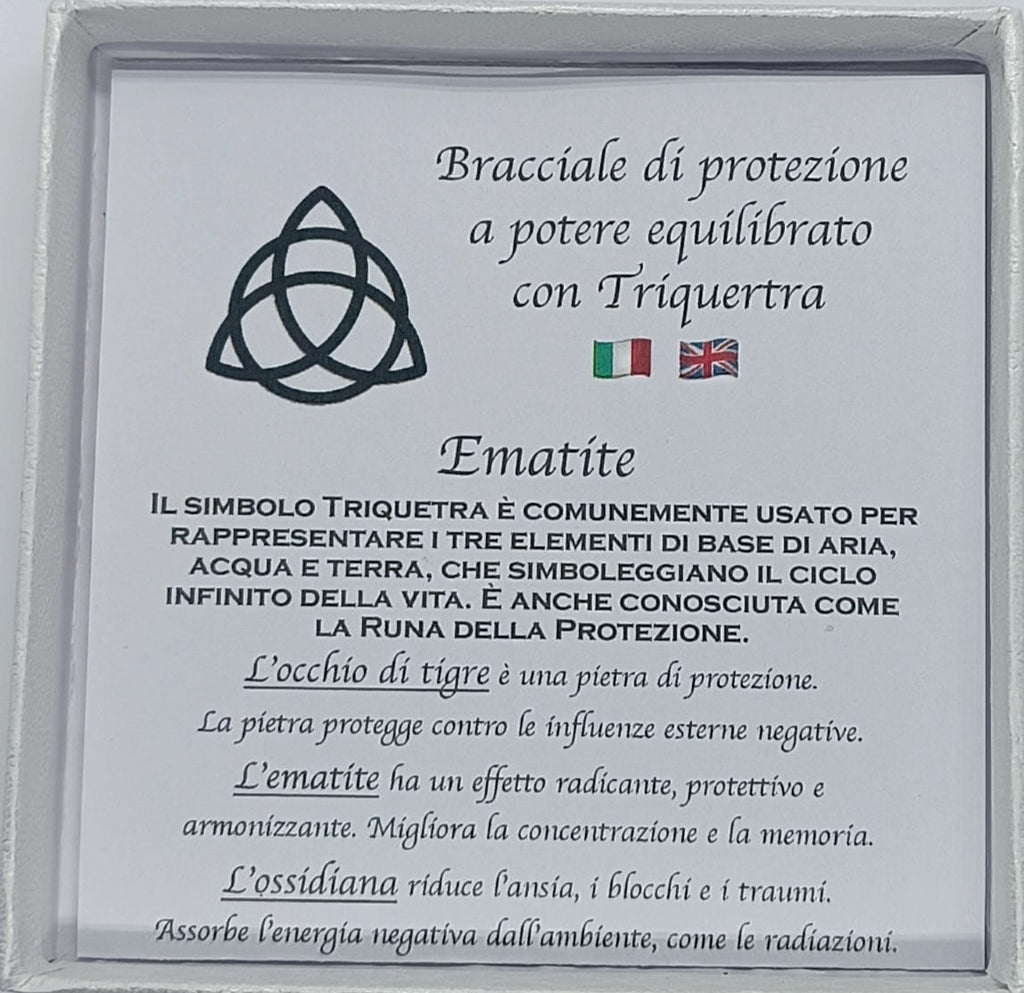 Bracciale di protezione
a potere equilibrato
con Triquertra
Ematite
Il simbolo Triquetra è comunemente usato per
rappresentare i tre elementi di base di aria,
acqua e terra, che simboleggiano il ciclo
infinito della vita. È anche conosciuta come
la Runa della Protezione.
L'occhio di tigre è una pietra di protezione.
La pietra protegge contro le influenze esterne negative.
L'ematite ha un effetto radicante, protettivo e
armonizzante. Migliora la concentrazione e la memoria.
L'ossidiana riduce l'ansia, i blocchi e i traumi.
Assorbe l'energia negativa dall'ambiente, come le radiazioni.